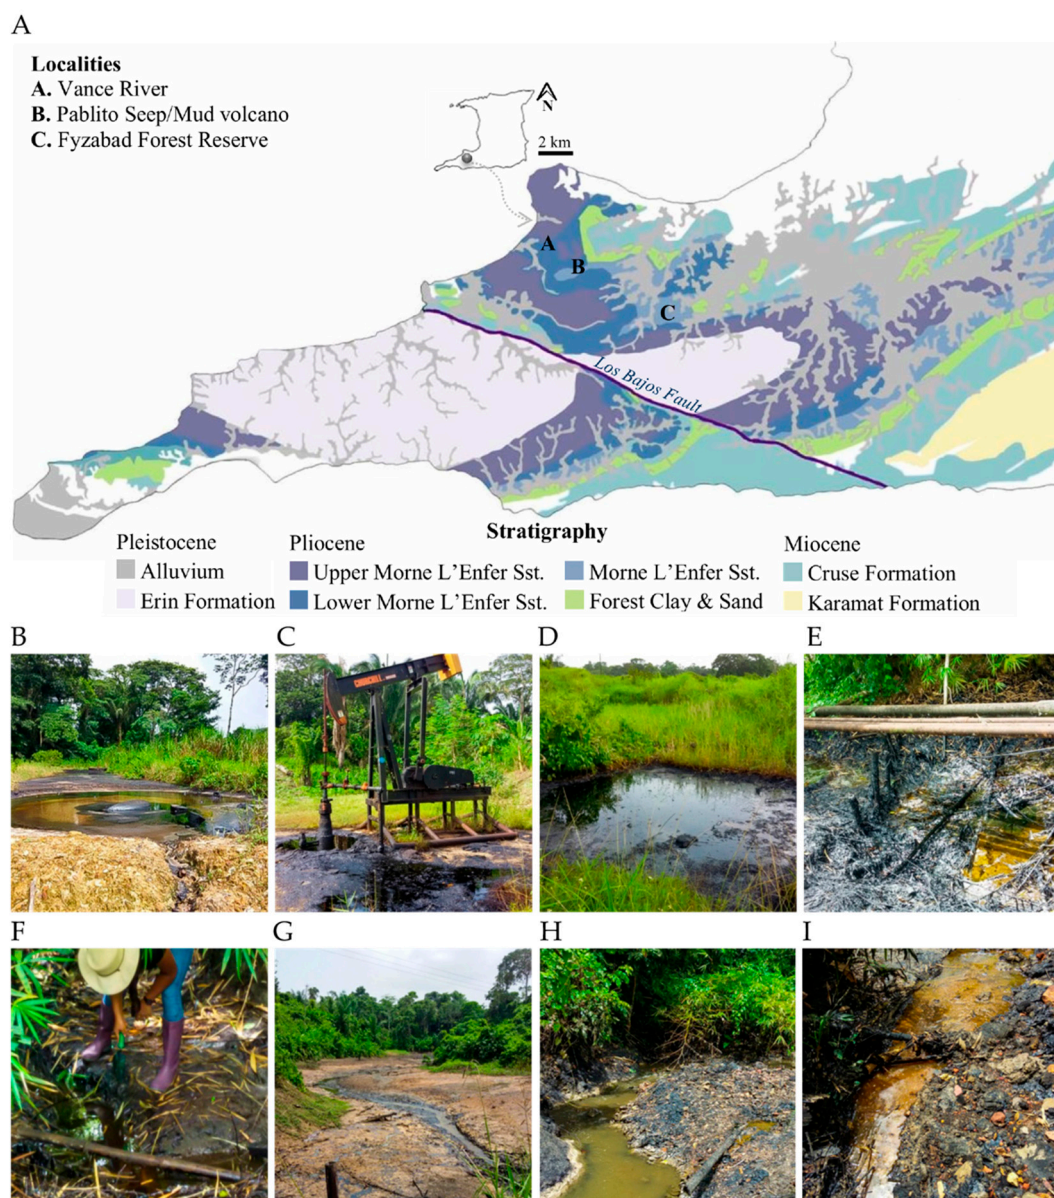 A
Localities
A. Vance River
B. Pablito Seep/Mud volcano
C. Fyzabad Forest Reserve
N
2 km
A
B
C
Los Bajos Fault
Stratigraphy
Pleistocene
Pliocene
Miocene
Alluvium
Upper Morne L'Enfer Sst.
Morne L'Enfer Sst.
Cruse Formation
Erin Formation
Lower Morne L'Enfer Sst.
Forest Clay & Sand
Karamat Formation
B
C
D
E
CHURCHILL
F
G
H
I